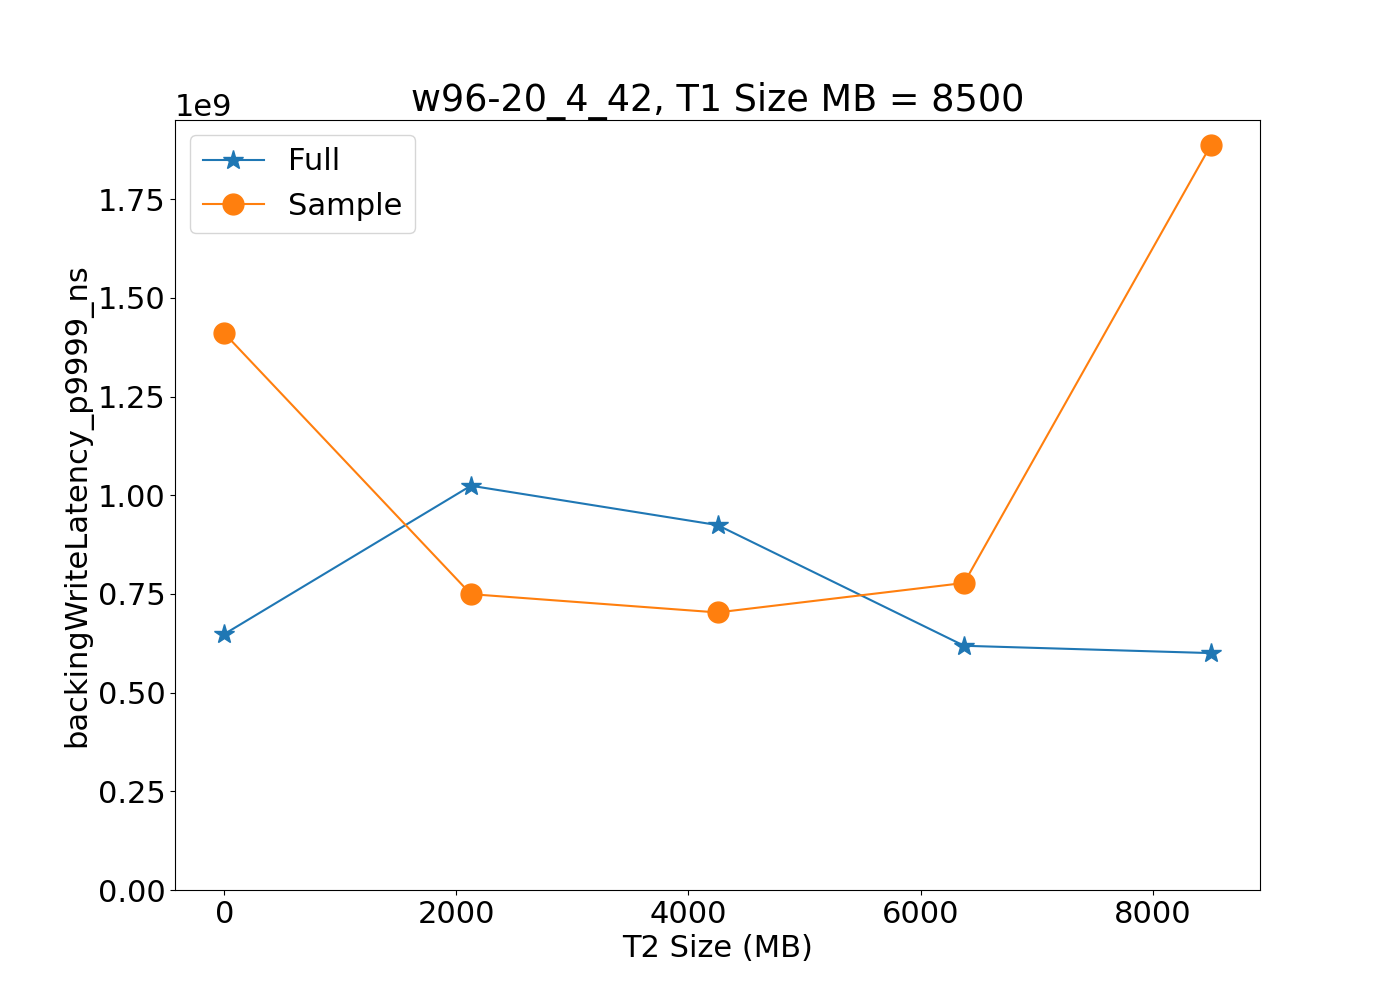 w96-20_4_42, T1 Size MB = 8500
1e9
Full
Sample
1.75
1.50
1.25
1.00
0.75
0.50
0.25
0.00
backingWriteLatency_p9999_ns
0 2000 4000 6000 8000
T2 Size (MB)